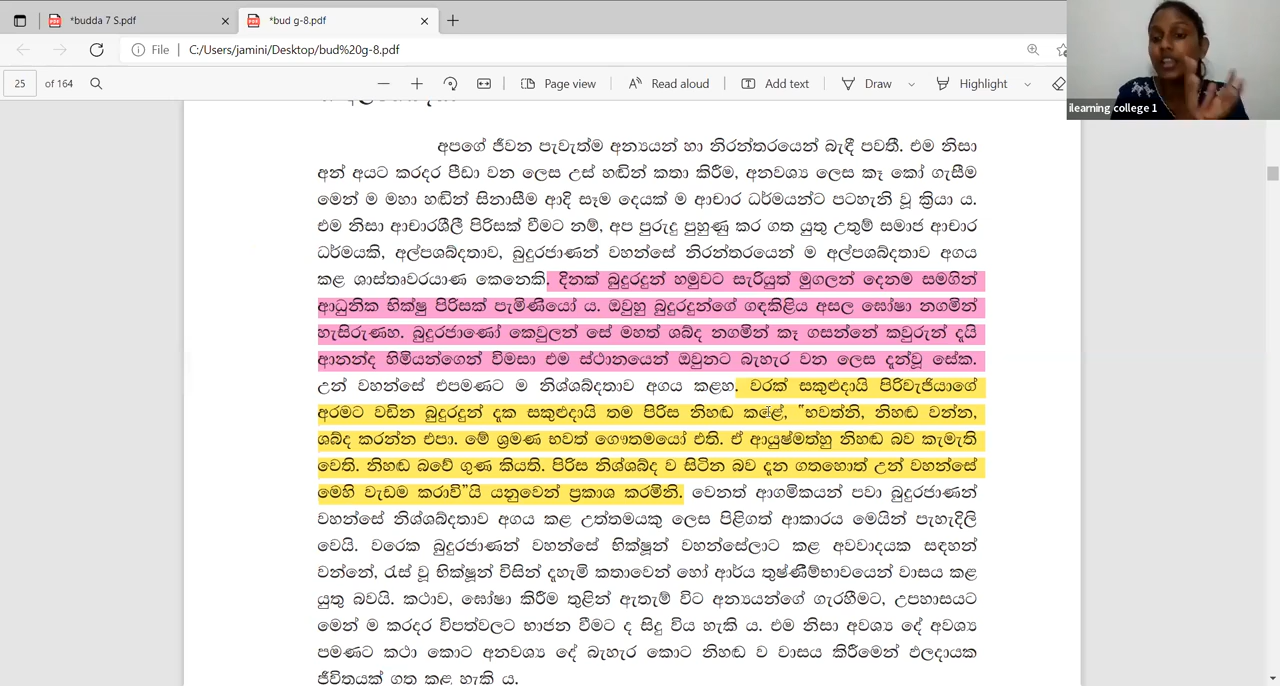 *budda 7 S.pdf
*bud g-8.pdf
File
C:/Users/jamini/Desktop/bud%20g-8.pdf
25 of 164
Page view
Read aloud
Add text
Draw
Highlight
ilearning college 1
අපගේ ජීවන පැවැත්ම අන්‍යයන් හා නිරන්තරයෙන් බැඳී පවතී. එම නිසා
අන් අයට කරදර පීඩා වන ලෙස උස් හඬින් කතා කිරීම, අනවශ්‍ය ලෙස කෑ කෝ ගැසීම
මෙන් ම මහා හඬින් සිනාසීම ආදි සෑම දෙයක් ම ආචාර ධර්මයන්ට පටහැනි වූ ක්‍රියා ය.
එම නිසා ආචාරශීලී පිරිසක් වීමට නම්, අප පුරුදු පුහුණු කර ගත යුතු උතුම් සමාජ ආචාර
ධර්මයකි, අල්පශබ්දතාව, බුදුරජාණන් වහන්සේ නිරන්තරයෙන් ම අල්පශබ්දතාව අගය
කළ ශාස්තෘවරයාණ කෙනෙකි. දිනක් බුදුරදුන් හමුවට සැරියුත් මුගලන් දෙනම සමගින්
ආධුනික භික්ෂු පිරිසක් පැමිණියෝ ය. ඔවුහු බුදුරදුන්ගේ ගඳකිළිය අසල ඝෝෂා නගමින්
හැසිරුණහ. බුදුරජාණෝ කෙවුලන් සේ මහත් ශබ්ද නගමින් කෑ ගසන්නේ කවුරුන් දැයි
ආනන්ද හිමියන්ගෙන් විමසා එම ස්ථානයෙන් ඔවුනට බැහැර වන ලෙස දැන්වූ සේක.
උන් වහන්සේ එපමණට ම නිශ්ශබ්දතාව අගය කළහ. වරක් සකුළුදායි පිරිවැජියාගේ
අරමට වඩින බුදුරදුන් දැක සකුළුදායි තම පිරිස නිහඬ කළේ, "භවත්නි, නිහඬ වන්න,
ශබ්ද කරන්න එපා. මේ ශ්‍රමණ භවත් ගෞතමයෝ එති. ඒ ආයුෂ්මත්හු නිහඬ බව කැමැති
වෙති. නිහඬ බවේ ගුණ කියති. පිරිස නිශ්ශබ්ද ව සිටින බව දැන ගතහොත් උන් වහන්සේ
මෙහි වැඩම කරාවි"යි යනුවෙන් ප්‍රකාශ කරමිනි. වෙනත් ආගමිකයන් පවා බුදුරජාණන්
වහන්සේ නිශ්ශබ්දතාව අගය කළ උත්තමයකු ලෙස පිළිගත් ආකාරය මෙයින් පැහැදිලි
වෙයි. වරෙක බුදුරජාණන් වහන්සේ භික්ෂූන් වහන්සේලාට කළ අවවාදයක සඳහන්
වන්නේ, රැස් වූ භික්ෂූන් විසින් දැහැමි කතාවෙන් හෝ ආර්ය තුෂ්ණීම්භාවයෙන් වාසය කළ
යුතු බවයි. කථාව, ඝෝෂා කිරීම තුළින් ඇතැම් විට අන්‍යයන්ගේ ගැරහීමට, උපහාසයට
මෙන් ම කරදර විපත්වලට භාජන වීමට ද සිදු විය හැකි ය. එම නිසා අවශ්‍ය දේ අවශ්‍ය
පමණට කථා කොට අනවශ්‍ය දේ බැහැර කොට නිහඬ ව වාසය කිරීමෙන් ඵලදායක
ජීවිතයක් ගත කළ හැකි ය.